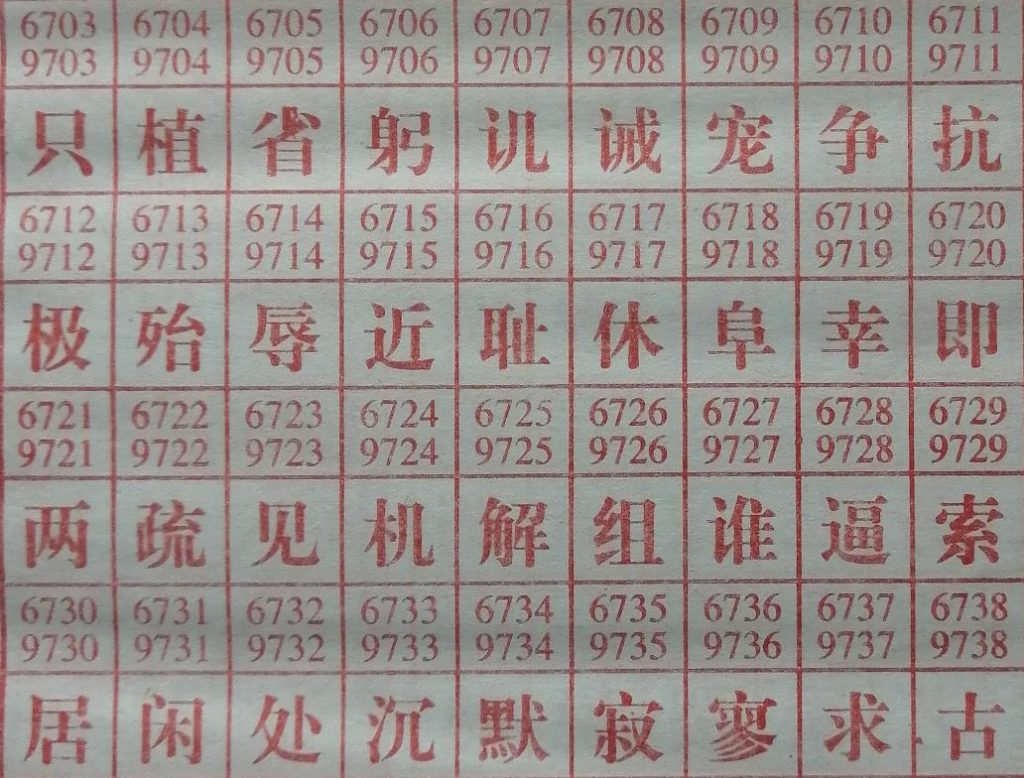 6703 6704 6705 6706 6707 6708 6709 6710 6711
9703 9704 9705 9706 9707 9708 9709 9710 9711
只 植 省 躬 讥 诫 宠 争 抗
6712 6713 6714 6715 6716 6717 6718 6719 6720
9712 9713 9714 9715 9716 9717 9718 9719 9720
极 殆 辱 近 耻 休 阜 幸 即
6721 6722 6723 6724 6725 6726 6727 6728 6729
9721 9722 9723 9724 9725 9726 9727 9728 9729
两 疏 见 机 解 组 谁 逼 索
6730 6731 6732 6733 6734 6735 6736 6737 6738
9730 9731 9732 9733 9734 9735 9736 9737 9738
居 闲 处 沉 默 寂 寥 求 古